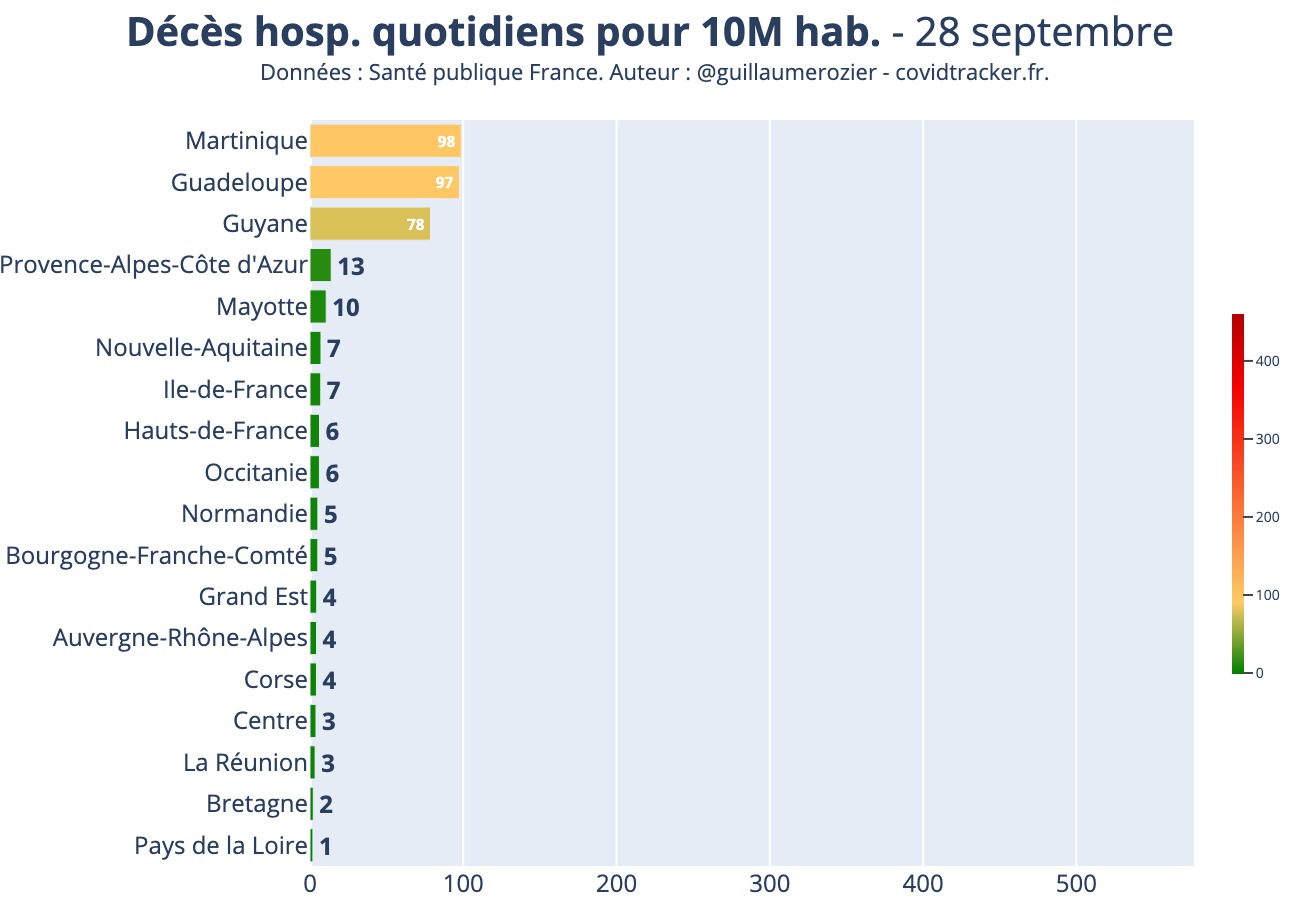 Décès hosp. quotidiens pour 10M hab. - 28 septembre
Données : Santé publique France. Auteur : @guillaumerozier - covidtracker.fr.
Martinique 98
Guadeloupe 97
Guyane 78
Provence-Alpes-Côte d'Azur 13
Mayotte 10
Nouvelle-Aquitaine 7
Ile-de-France 7
Hauts-de-France 6
Occitanie 6
Normandie 5
Bourgogne-Franche-Comté 5
Grand Est 4
Auvergne-Rhône-Alpes 4
Corse 4
Centre 3
La Réunion 3
Bretagne 2
Pays de la Loire 1
0 100 200 300 400 500
400
300
200
100
0